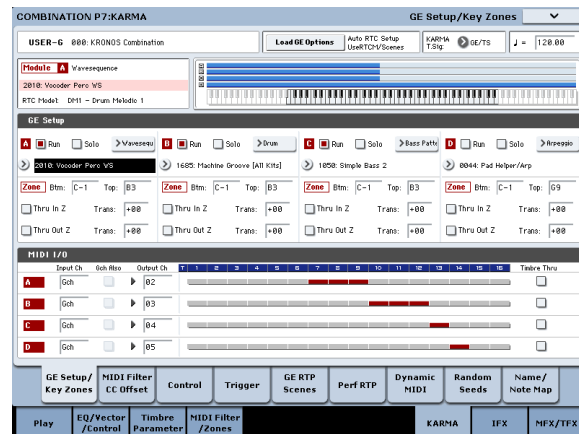 COMBINATION P7:KARMA GE Setup/Key Zones
USER-G 000: KRONOS Combination Load GE Options Auto RTC Setup UseRTCM/Scenes KARMA T.Sig: GE/TS ♩= 120.00
Module A Wavesequence
2010: Vocoder Perc WS
RTC Model: DM1 - Drum Melodic 1
GE Setup
A Run Solo >Wavesequ B Run Solo >Drum C Run Solo >Bass Patte D Run Solo >Arpeggio
2010: Vocoder Perc WS 1685: Machine Groove [All Kits] 1050: Simple Bass 2 0044: Pad Helper/Arp
Zone Btm: C-1 Top: B3 Zone Btm: C-1 Top: B3 Zone Btm: C-1 Top: B3 Zone Btm: C-1 Top: G9
Thru In Z Trans: +00 Thru In Z Trans: +00 Thru In Z Trans: +00 Thru In Z Trans: +00
Thru Out Z Trans: +00 Thru Out Z Trans: +00 Thru Out Z Trans: +00 Thru Out Z Trans: +00
MIDI I/O
Input Ch Gch Also Output Ch T 1 2 3 4 5 6 7 8 9 10 11 12 13 14 15 16 Timbre Thru
A Gch 02
B Gch 03
C Gch 04
D Gch 05
GE Setup/ Key Zones MIDI Filter CC Offset Control Trigger GE RTP Scenes Perf RTP Dynamic MIDI Random Seeds Name/ Note Map
Play EQ/Vector /Control Timbre Parameter MIDI Filter /Zones KARMA IFX MFX/TFX